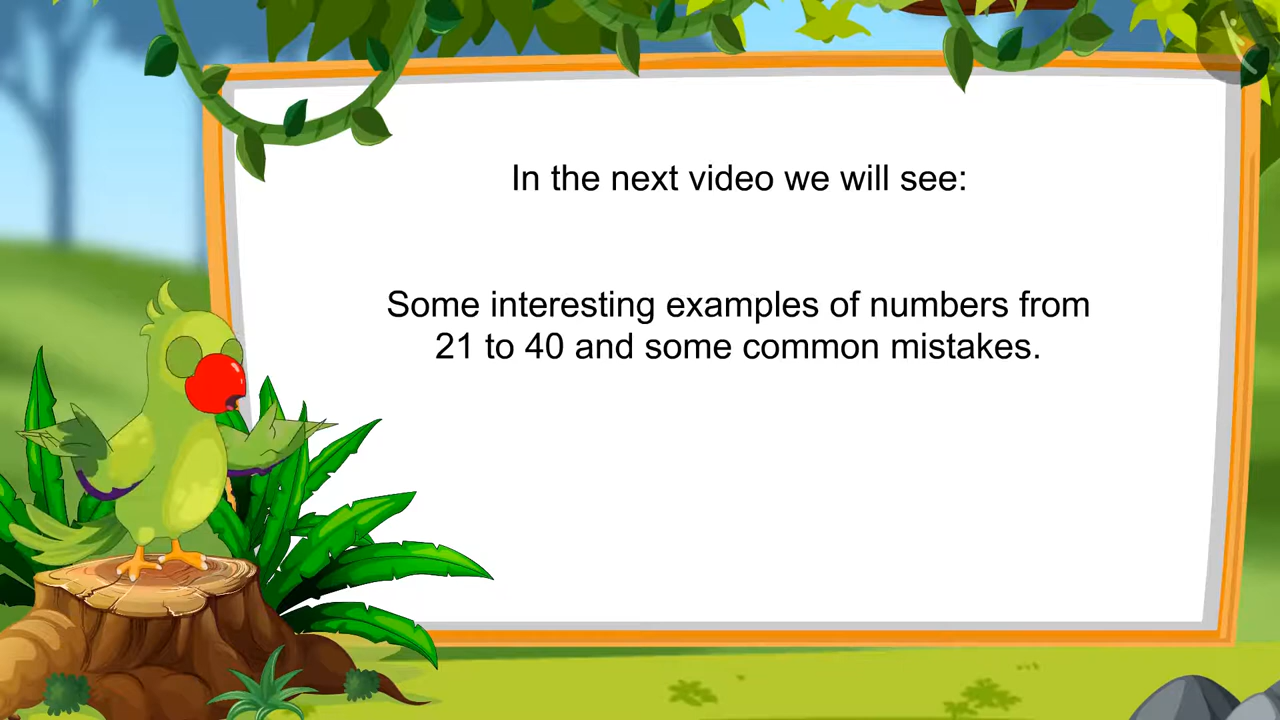 In the next video we will see:
Some interesting examples of numbers from
21 to 40 and some common mistakes.